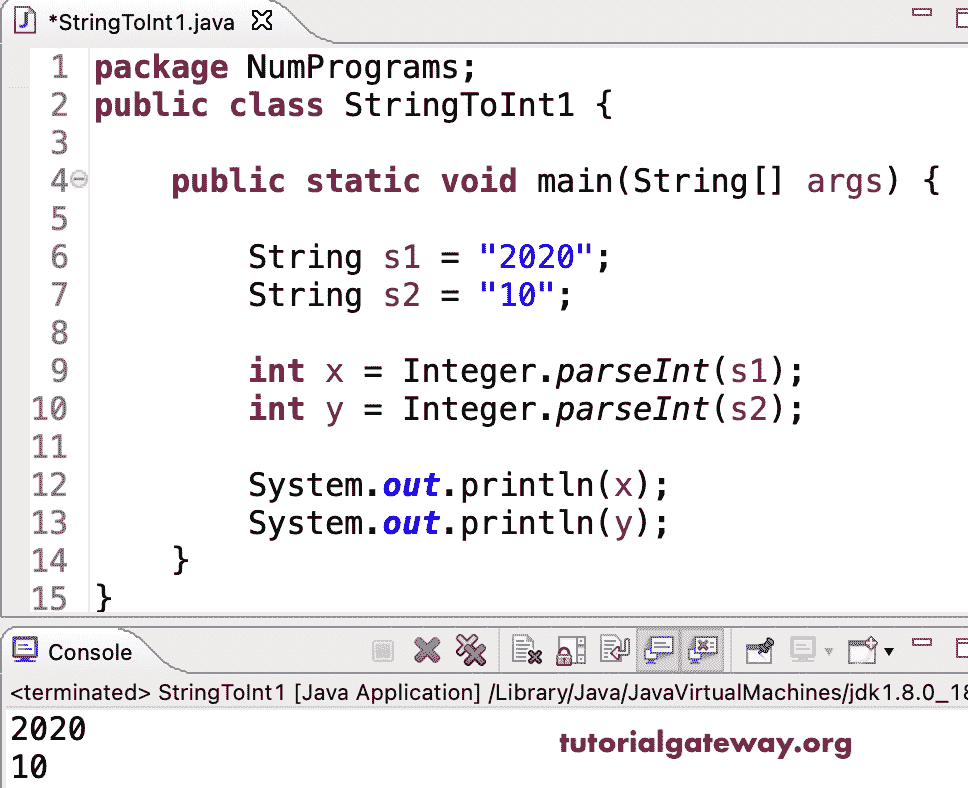 *StringToInt1.java
1 package NumPrograms;
2 public class StringToInt1 {
3
4 public static void main(String[] args) {
5
6 String s1 = "2020";
7 String s2 = "10";
8
9 int x = Integer.parseInt(s1);
10 int y = Integer.parseInt(s2);
11
12 System.out.println(x);
13 System.out.println(y);
14 }
15 }
Console
<terminated> StringToInt1 [Java Application] /Library/Java/JavaVirtualMachines/jdk1.8.0_18
2020
tutorialgateway.org
10